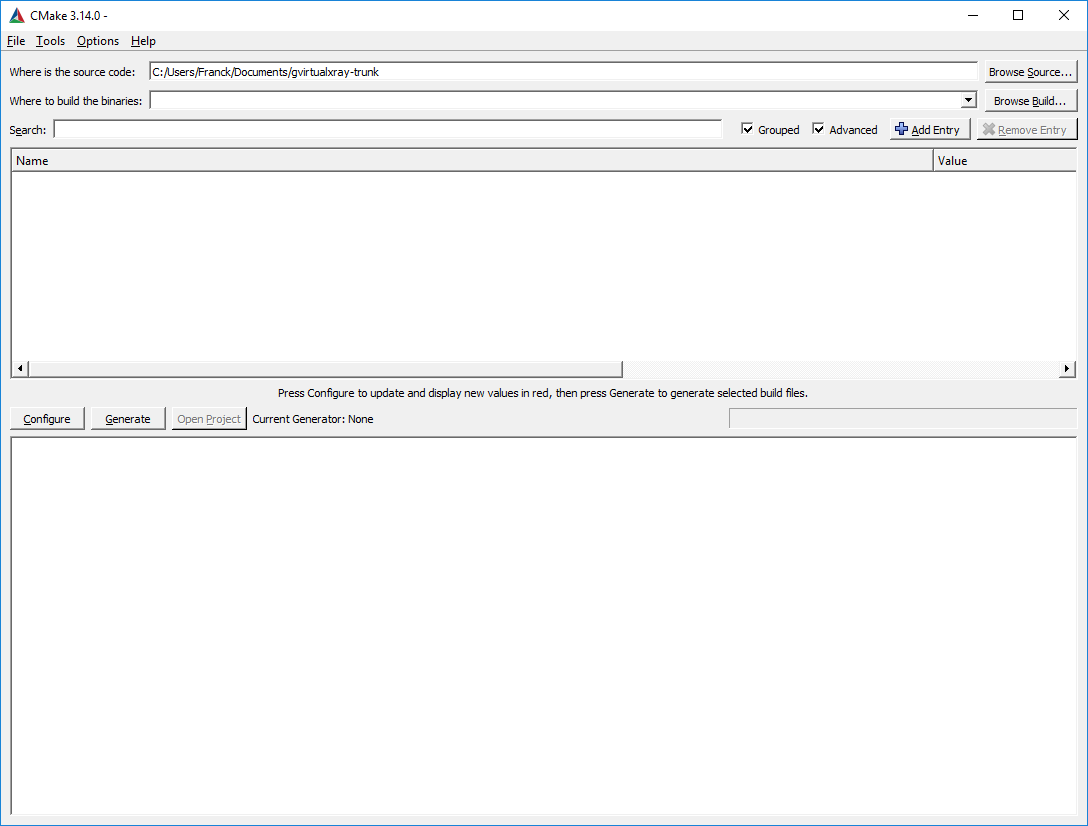 CMake 3.14.0 -
File Tools Options Help
Where is the source code: C:/Users/Franck/Documents/gvirtualxray-trunk Browse Source...
Where to build the binaries: Browse Build...
Search: Grouped Advanced Add Entry Remove Entry
Name Value
Press Configure to update and display new values in red, then press Generate to generate selected build files.
Configure Generate Open Project Current Generator: None